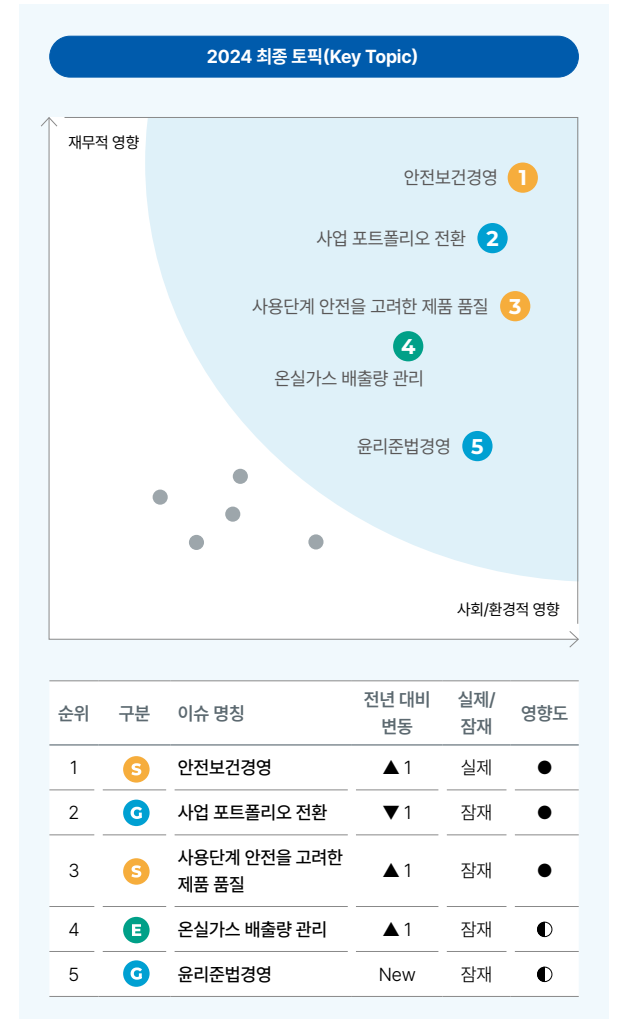 2024 최종 토픽(Key Topic)
재무적 영향
안전보건경영 1
사업 포트폴리오 전환 2
사용단계 안전을 고려한 제품 품질 3
4
온실가스 배출량 관리
윤리준법경영 5
사회/환경적 영향
순위 구분 이슈 명칭 전년 대비 변동 실제/잠재 영향도
1 S 안전보건경영 ▲ 1 실제 ●
2 G 사업 포트폴리오 전환 ▼ 1 잠재 ●
3 S 사용단계 안전을 고려한 제품 품질 ▲ 1 잠재 ●
4 E 온실가스 배출량 관리 ▲ 1 잠재 ◐
5 G 윤리준법경영 New 잠재 ◐